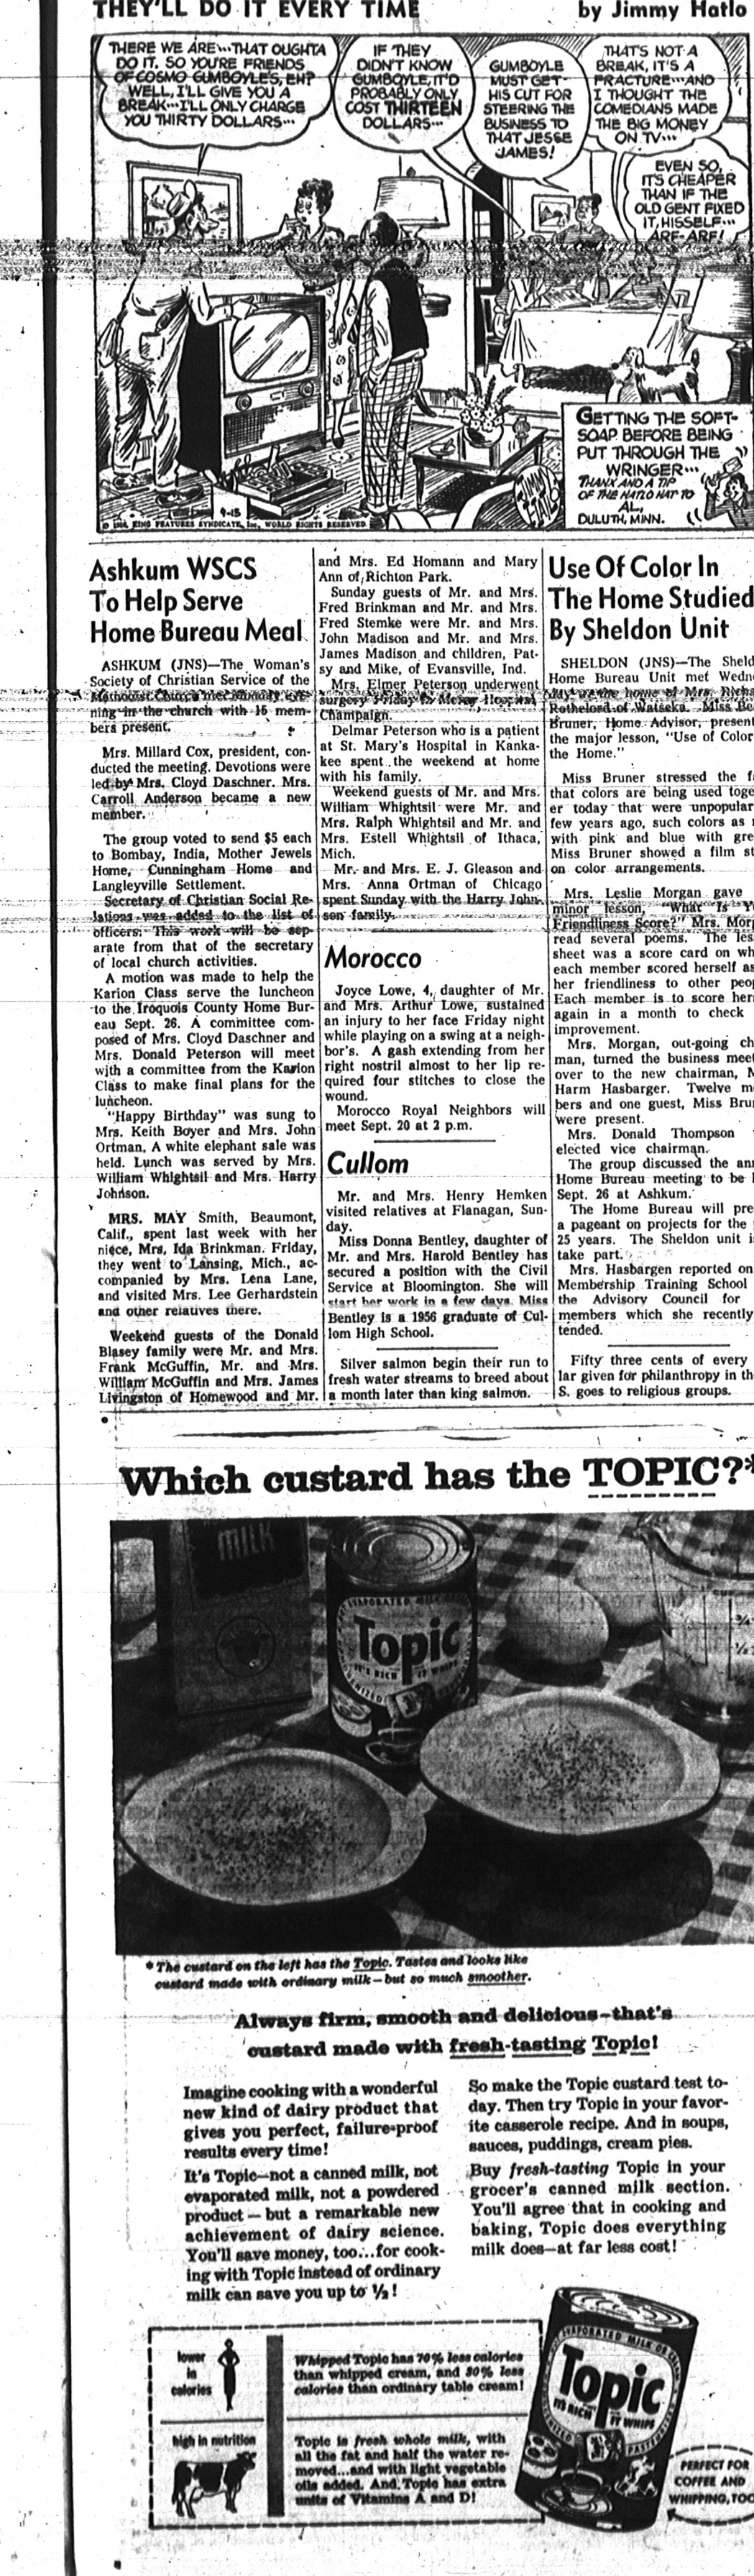 THEY'LL DO IT EVERY TIME
by Jimmy Hatlo
THERE WE ARE...THAT OUGHTA
DO IT. SO YOU'RE FRIENDS
OF COSMO GUMBOYLE'S, EH?
WELL, I'LL GIVE YOU A
BREAK...I'LL ONLY CHARGE
YOU THIRTY DOLLARS...
IF THEY
DIDN'T KNOW
GUMBOYLE, IT'D
PROBABLY ONLY
COST THIRTEEN
DOLLARS...
GUMBOYLE
MUST GET
HIS CUT FOR
STEERING THE
BUSINESS TO
THAT JESSE
JAMES!
THAT'S NOT A
BREAK, IT'S A
FRACTURE...AND
I THOUGHT THE
COMEDIANS MADE
THE BIG MONEY
ON TV...
EVEN SO,
IT'S CHEAPER
THAN IF THE
OLD GENT FIXED
IT, HISSELF...
ARF-ARF!
GETTING THE SOFT-
SOAP BEFORE BEING
PUT THROUGH THE
WRINGER...
THANX AND A TIP
OF THE HATLO HAT TO
AL,
DULUTH, MINN.
JIMMY HATLO
9-15
KING FEATURES SYNDICATE, Inc., WORLD RIGHTS RESERVED
Ashkum WSCS
To Help Serve
Home Bureau Meal
ASHKUM (JNS)—The Woman's
Society of Christian Service of the
Methodist Church met
ning in the church with 15 mem-
bers present.
Mrs. Millard Cox, president, con-
ducted the meeting. Devotions were
led by Mrs. Cloyd Daschner. Mrs.
Carroll Anderson became a new
member.
The group voted to send $5 each
to Bombay, India, Mother Jewels
Home, Cunningham Home and
Langleyville Settlement.
Secretary of Christian Social Re-
lations was added to the list of
officers. This work will be sep-
arate from that of the secretary
of local church activities.
A motion was made to help the
Karion Class serve the luncheon
to the Iroquois County Home Bur-
eau Sept. 26. A committee com-
posed of Mrs. Cloyd Daschner and
Mrs. Donald Peterson will meet
with a committee from the Karion
Class to make final plans for the
luncheon.
"Happy Birthday" was sung to
Mrs. Keith Boyer and Mrs. John
Ortman. A white elephant sale was
held. Lunch was served by Mrs.
William Whightsil and Mrs. Harry
Johnson.
MRS. MAY Smith, Beaumont,
Calif., spent last week with her
niece, Mrs, Ida Brinkman. Friday,
they went to Lansing, Mich., ac-
companied by Mrs. Lena Lane,
and visited Mrs. Lee Gerhardstein
and other relatives there.
Weekend guests of the Donald
Blasey family were Mr. and Mrs.
Frank McGuffin, Mr. and Mrs.
William McGuffin and Mrs. James
Livingston of Homewood and Mr.
and Mrs. Ed Homann and Mary
Ann of Richton Park.
Sunday guests of Mr. and Mrs.
Fred Brinkman and Mr. and Mrs.
Fred Stemke were Mr. and Mrs.
John Madison and Mr. and Mrs.
James Madison and children, Pat-
sy and Mike, of Evansville, Ind.
Mrs. Elmer Peterson underwent
surgery Friday in Mercy Hospital
Champaign.
Delmar Peterson who is a patient
at St. Mary's Hospital in Kanka-
kee spent the weekend at home
with his family.
Weekend guests of Mr. and Mrs.
William Whightsil were Mr. and
Mrs. Ralph Whightsil and Mr. and
Mrs. Estell Whightsil of Ithaca,
Mich.
Mr. and Mrs. E. J. Gleason and
Mrs. Anna Ortman of Chicago
spent Sunday with the Harry John-
son family.
Morocco
Joyce Lowe, 4, daughter of Mr.
and Mrs. Arthur Lowe, sustained
an injury to her face Friday night
while playing on a swing at a neigh-
bor's. A gash extending from her
right nostril almost to her lip re-
quired four stitches to close the
wound.
Morocco Royal Neighbors will
meet Sept. 20 at 2 p.m.
Cullom
Mr. and Mrs. Henry Hemken
visited relatives at Flanagan, Sun-
day.
Miss Donna Bentley, daughter of
Mr. and Mrs. Harold Bentley has
secured a position with the Civil
Service at Bloomington. She will
start her work in a few days. Miss
Bentley is a 1956 graduate of Cul-
lom High School.
Silver salmon begin their run to
fresh water streams to breed about
a month later than king salmon.
Use Of Color In
The Home Studied
By Sheldon Unit
SHELDON (JNS)—The Sheld
Home Bureau Unit met Wedn
day at the home of Mrs. Richa
of Watseka. Miss Be
Bruner, Home Advisor, present
the major lesson, "Use of Color
the Home."
Miss Bruner stressed the f
that colors are being used toge
er today that were unpopular
few years ago, such colors as
with pink and blue with gre
Miss Bruner showed a film st
on color arrangements.
Mrs. Leslie Morgan gave
minor lesson "What Is Y
Friendliness Score?" Mrs. Mor
read several poems. The les
sheet was a score card on wh
each member scored herself as
her friendliness to other peop
Each member is to score her
again in a month to check
improvement.
Mrs. Morgan, out-going ch
man, turned the business meet
over to the new chairman, M
Harm Hasbarger. Twelve m
bers and one guest, Miss Bru
were present.
Mrs. Donald Thompson
elected vice chairman.
The group discussed the an
Home Bureau meeting to be
Sept. 26 at Ashkum.
The Home Bureau will pre
a pageant on projects for the
25 years. The Sheldon unit i
take part.
Mrs. Hasbargen reported on
Membership Training School
the Advisory Council for
members which she recently
tended.
Fifty three cents of every
lar given for philanthropy in th
S. goes to religious groups.
Which custard has the TOPIC?*
MILK
EVAPORATED MILK
Topic
IT'S RICH IT WHIPS
* The custard on the left has the Topic. Tastes and looks like
custard made with ordinary milk—but so much smoother.
Always firm, smooth and delicious—that's
custard made with fresh-tasting Topic!
Imagine cooking with a wonderful
new kind of dairy product that
gives you perfect, failure-proof
results every time!
It's Topic—not a canned milk, not
evaporated milk, not a powdered
product — but a remarkable new
achievement of dairy science.
You'll save money, too...for cook-
ing with Topic instead of ordinary
milk can save you up to ½!
So make the Topic custard test to-
day. Then try Topic in your favor-
ite casserole recipe. And in soups,
sauces, puddings, cream pies.
Buy fresh-tasting Topic in your
grocer's canned milk section.
You'll agree that in cooking and
baking, Topic does everything
milk does—at far less cost!
lower
in
calories
Whipped Topic has 70% less calories
than whipped cream, and 50% less
calories than ordinary table cream!
high in nutrition
Topic is fresh whole milk, with
all the fat and half the water re-
moved...and with light vegetable
oils added. And Topic has extra
units of Vitamins A and D!
Topic
IT'S RICH IT WHIPS
PERFECT FOR
COFFEE AND
WHIPPING, TOO